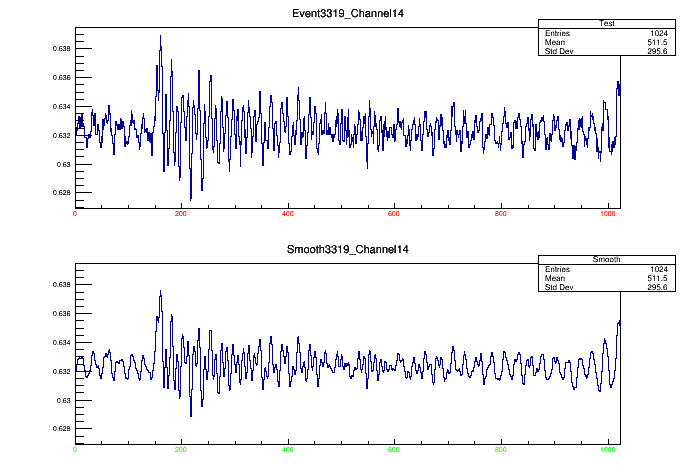 Event3319_Channel14
Test
Entries 1024
Mean 511.5
Std Dev 295.6
0.638
0.636
0.634
0.632
0.63
0.628
0 200 400 600 800 1000
Smooth3319_Channel14
Smooth
Entries 1024
Mean 511.5
Std Dev 295.6
0.638
0.636
0.634
0.632
0.63
0.628
0 200 400 600 800 1000